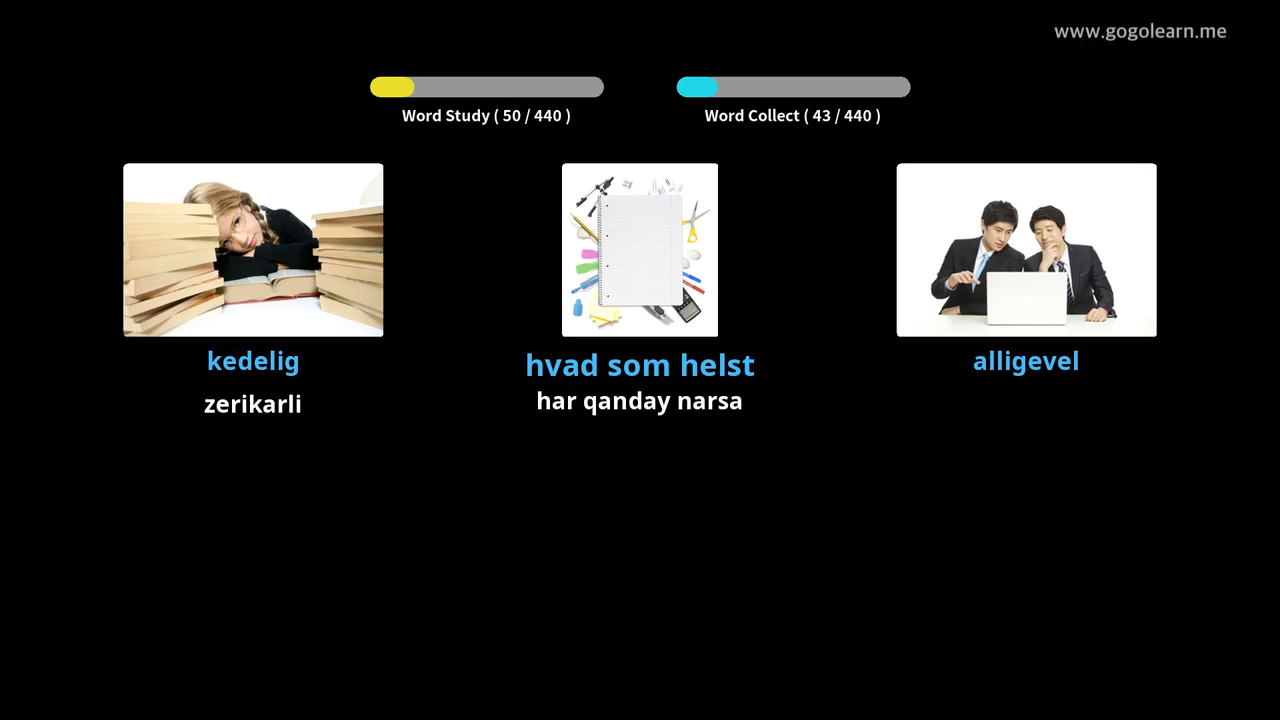 www.gogolearn.me
Word Study ( 50 / 440 )
Word Collect ( 43 / 440 )
kedelig
zerikarli
hvad som helst
har qanday narsa
alligevel